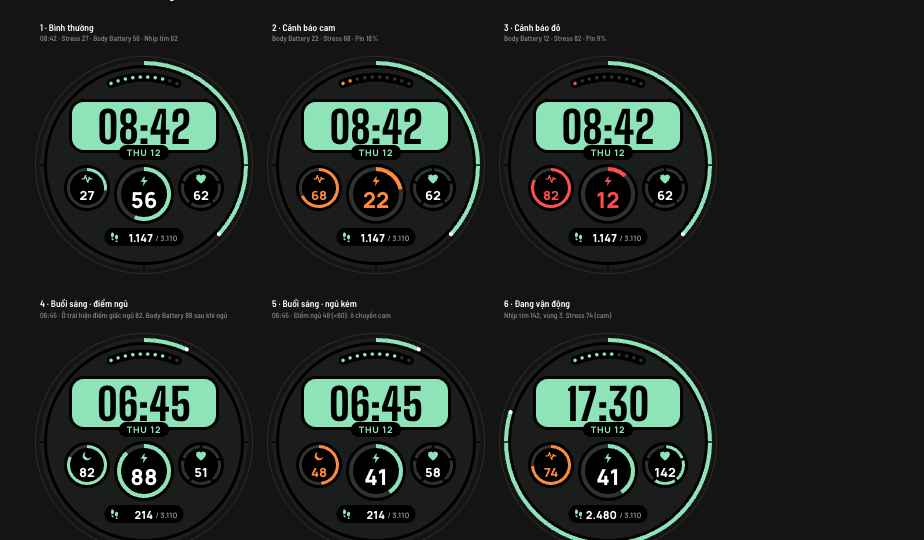 1 · Bình thường
08:42 · Stress 27 · Body Battery 56 · Nhịp tim 62
08:42
THU 12
27
56
62
1.147 / 3.110
2 · Cảnh báo cam
Body Battery 22 · Stress 68 · Pin 18%
08:42
THU 12
68
22
62
1.147 / 3.110
3 · Cảnh báo đỏ
Body Battery 12 · Stress 82 · Pin 9%
08:42
THU 12
82
12
62
1.147 / 3.110
4 · Buổi sáng · điểm ngủ
06:45 · Ô trái hiện điểm giấc ngủ 82, Body Battery 88 sau khi ngủ
06:45
THU 12
82
88
51
214 / 3.110
5 · Buổi sáng · ngủ kém
06:45 · Điểm ngủ 48 (<60): ô chuyển cam
06:45
THU 12
48
41
58
214 / 3.110
6 · Đang vận động
Nhịp tim 142, vùng 3, Stress 74 (cam)
17:30
THU 12
74
41
142
2.480 / 3.110